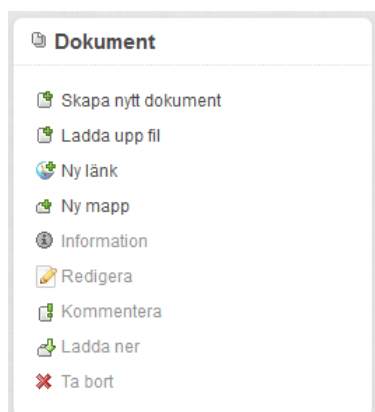 Dokument
Skapa nytt dokument
Ladda upp fil
Ny länk
Ny mapp
Information
Redigera
Kommentera
Ladda ner
Ta bort